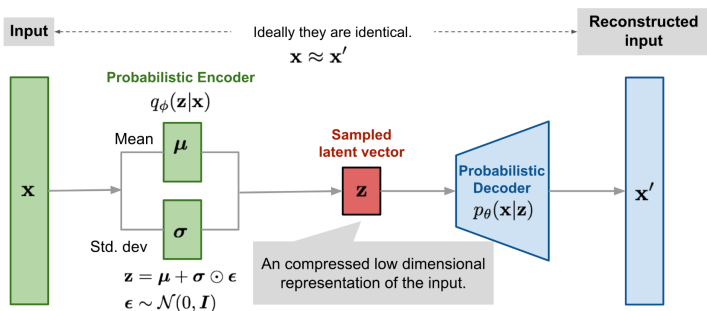 Input
Ideally they are identical.
x ≈ x′
Reconstructed
input
Probabilistic Encoder
qϕ(z|x)
Mean
μ
Std. dev
σ
z = μ + σ ⊙ ϵ
ϵ ∼ 𝒩(0, I)
x
Sampled
latent vector
z
An compressed low dimensional
representation of the input.
Probabilistic
Decoder
pθ(x|z)
x′